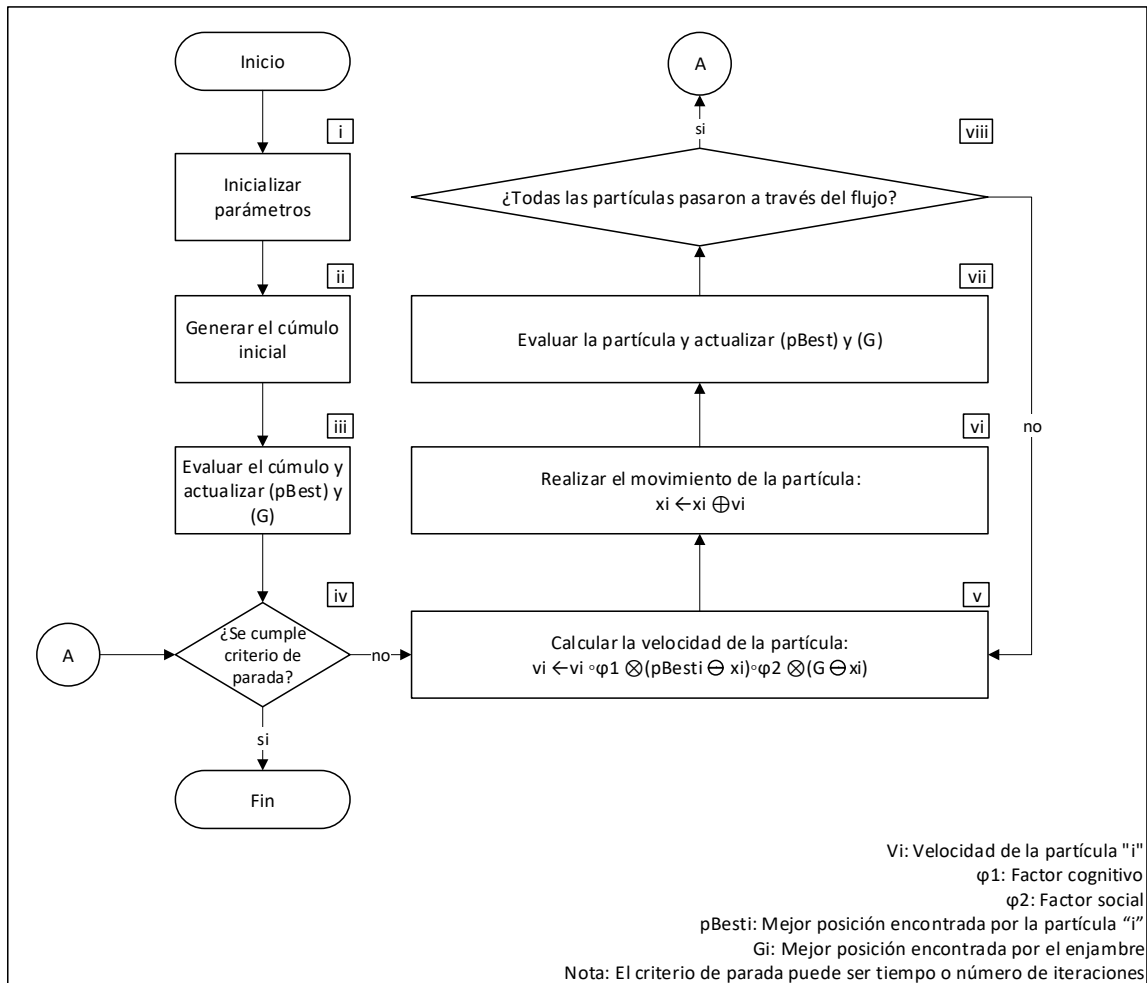 Inicio
i
Inicializar
parámetros
ii
Generar el cúmulo
inicial
iii
Evaluar el cúmulo y
actualizar (pBest) y
(G)
iv
A
¿Se cumple
criterio de
parada?
no
si
Fin
v
Calcular la velocidad de la partícula:
vi ←vi ∘φ1 ⊗(pBesti ⊖ xi)∘φ2 ⊗(G ⊖xi)
vi
Realizar el movimiento de la partícula:
xi ←xi ⊕vi
vii
Evaluar la partícula y actualizar (pBest) y (G)
viii
¿Todas las partículas pasaron a través del flujo?
no
si
A
Vi: Velocidad de la partícula "i"
φ1: Factor cognitivo
φ2: Factor social
pBesti: Mejor posición encontrada por la partícula “i”
Gi: Mejor posición encontrada por el enjambre
Nota: El criterio de parada puede ser tiempo o número de iteraciones